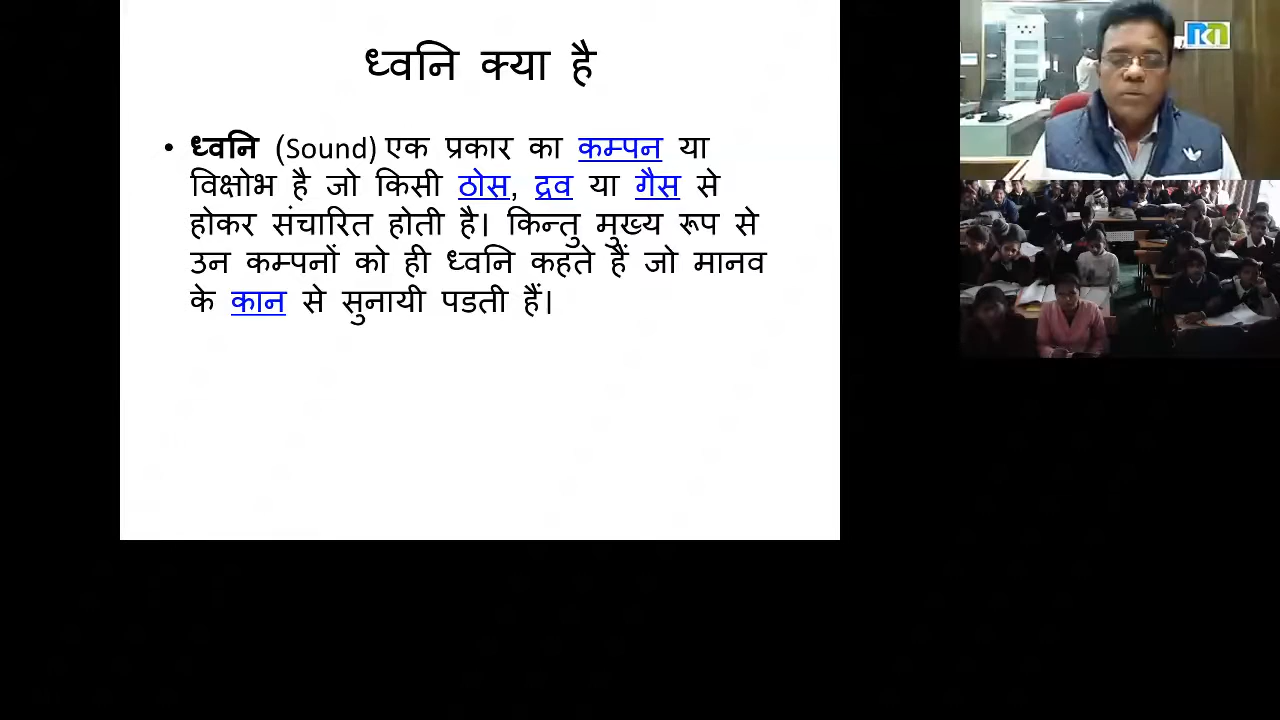 ध्वनि क्या है
• ध्वनि (Sound) एक प्रकार का कम्पन या
विक्षोभ है जो किसी ठोस, द्रव या गैस से
होकर संचारित होती है। किन्तु मुख्य रूप से
उन कम्पनों को ही ध्वनि कहते हैं जो मानव
के कान से सुनायी पडती हैं।